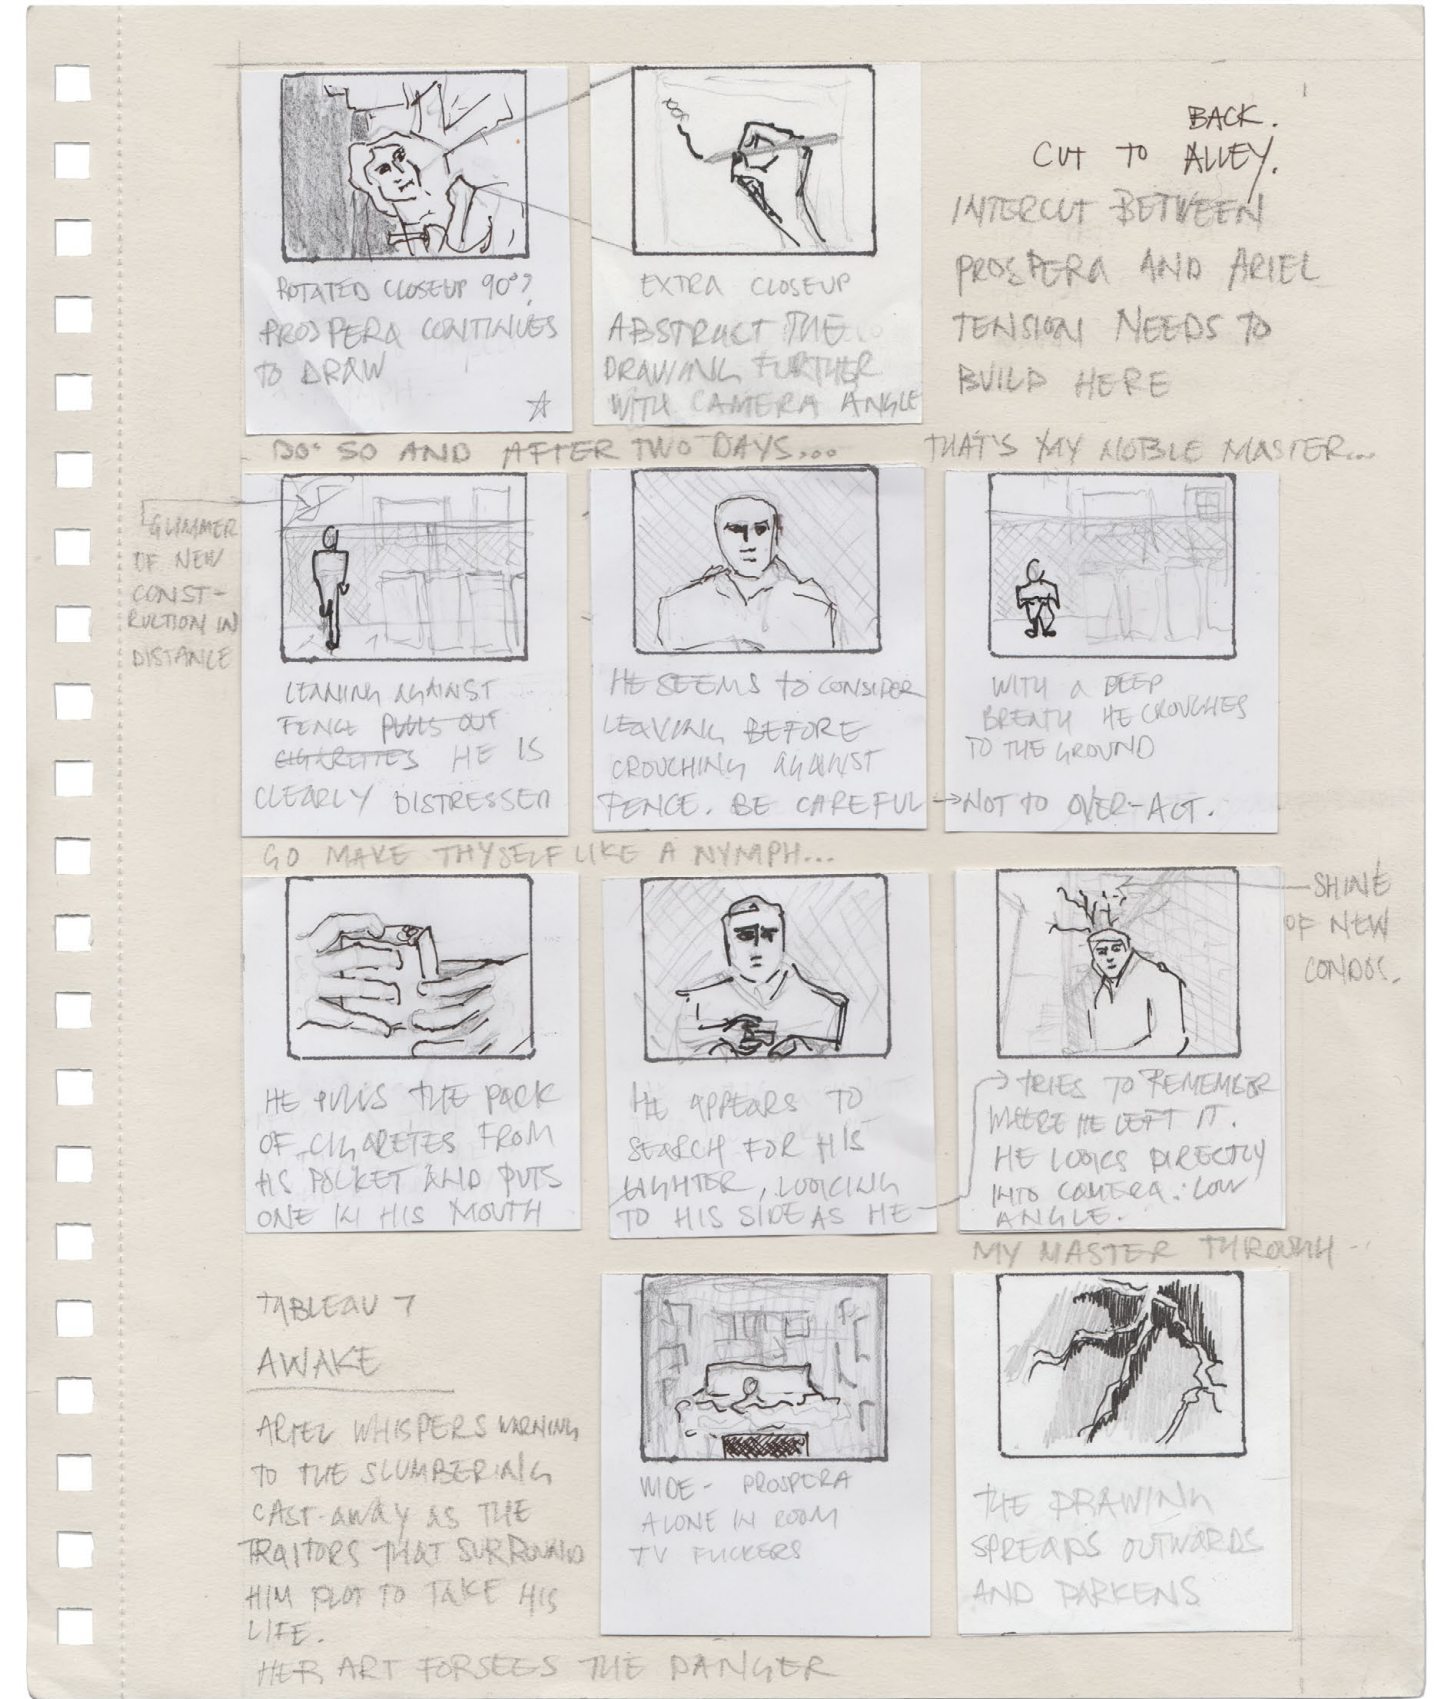 BACK.
CUT TO ALLEY.
INTERCUT BETWEEN
PROSPERA AND ARIEL
TENSION NEEDS TO
BUILD HERE
ROTATED CLOSEUP 90°?
PROSPERA CONTINUES
TO DRAW
EXTRA CLOSEUP
ABSTRACT THE
DRAWING FURTHER
WITH CAMERA ANGLE
DO SO AND AFTER TWO DAYS...
THAT'S MY NOBLE MASTER...
GLIMMER
OF NEW
CONST-
RUCTION IN
DISTANCE
LEANING AGAINST
FENCE PULLS OUT
CIGARETTES HE IS
CLEARLY DISTRESSED
HE SEEMS TO CONSIDER
LEAVING BEFORE
CROUCHING AGAINST
FENCE. BE CAREFUL
WITH A DEEP
BREATH HE CROUCHES
TO THE GROUND
→NOT TO OVER-ACT.
GO MAKE THYSELF LIKE A NYMPH...
SHINE
OF NEW
CONDOS.
HE PULLS THE PACK
OF CIGARETES FROM
HIS POCKET AND PUTS
ONE IN HIS MOUTH
HE APPEARS TO
SEARCH FOR HIS
LIGHTER, LOOKING
TO HIS SIDE AS HE
TRIES TO REMEMBER
WHERE HE LEFT IT.
HE LOOKS DIRECTLY
INTO CAMERA: LOW
ANGLE.
MY MASTER THROUGH
TABLEAU 7
AWAKE
ARIEL WHISPERS WARNING
TO THE SLUMBERING
CAST-AWAY AS THE
TRAITORS THAT SURROUND
HIM PLOT TO TAKE HIS
LIFE.
WIDE - PROSPERA
ALONE IN ROOM
TV FLICKERS
THE DRAWING
SPREADS OUTWARDS
AND DARKENS
HER ART FORSEES THE DANGER